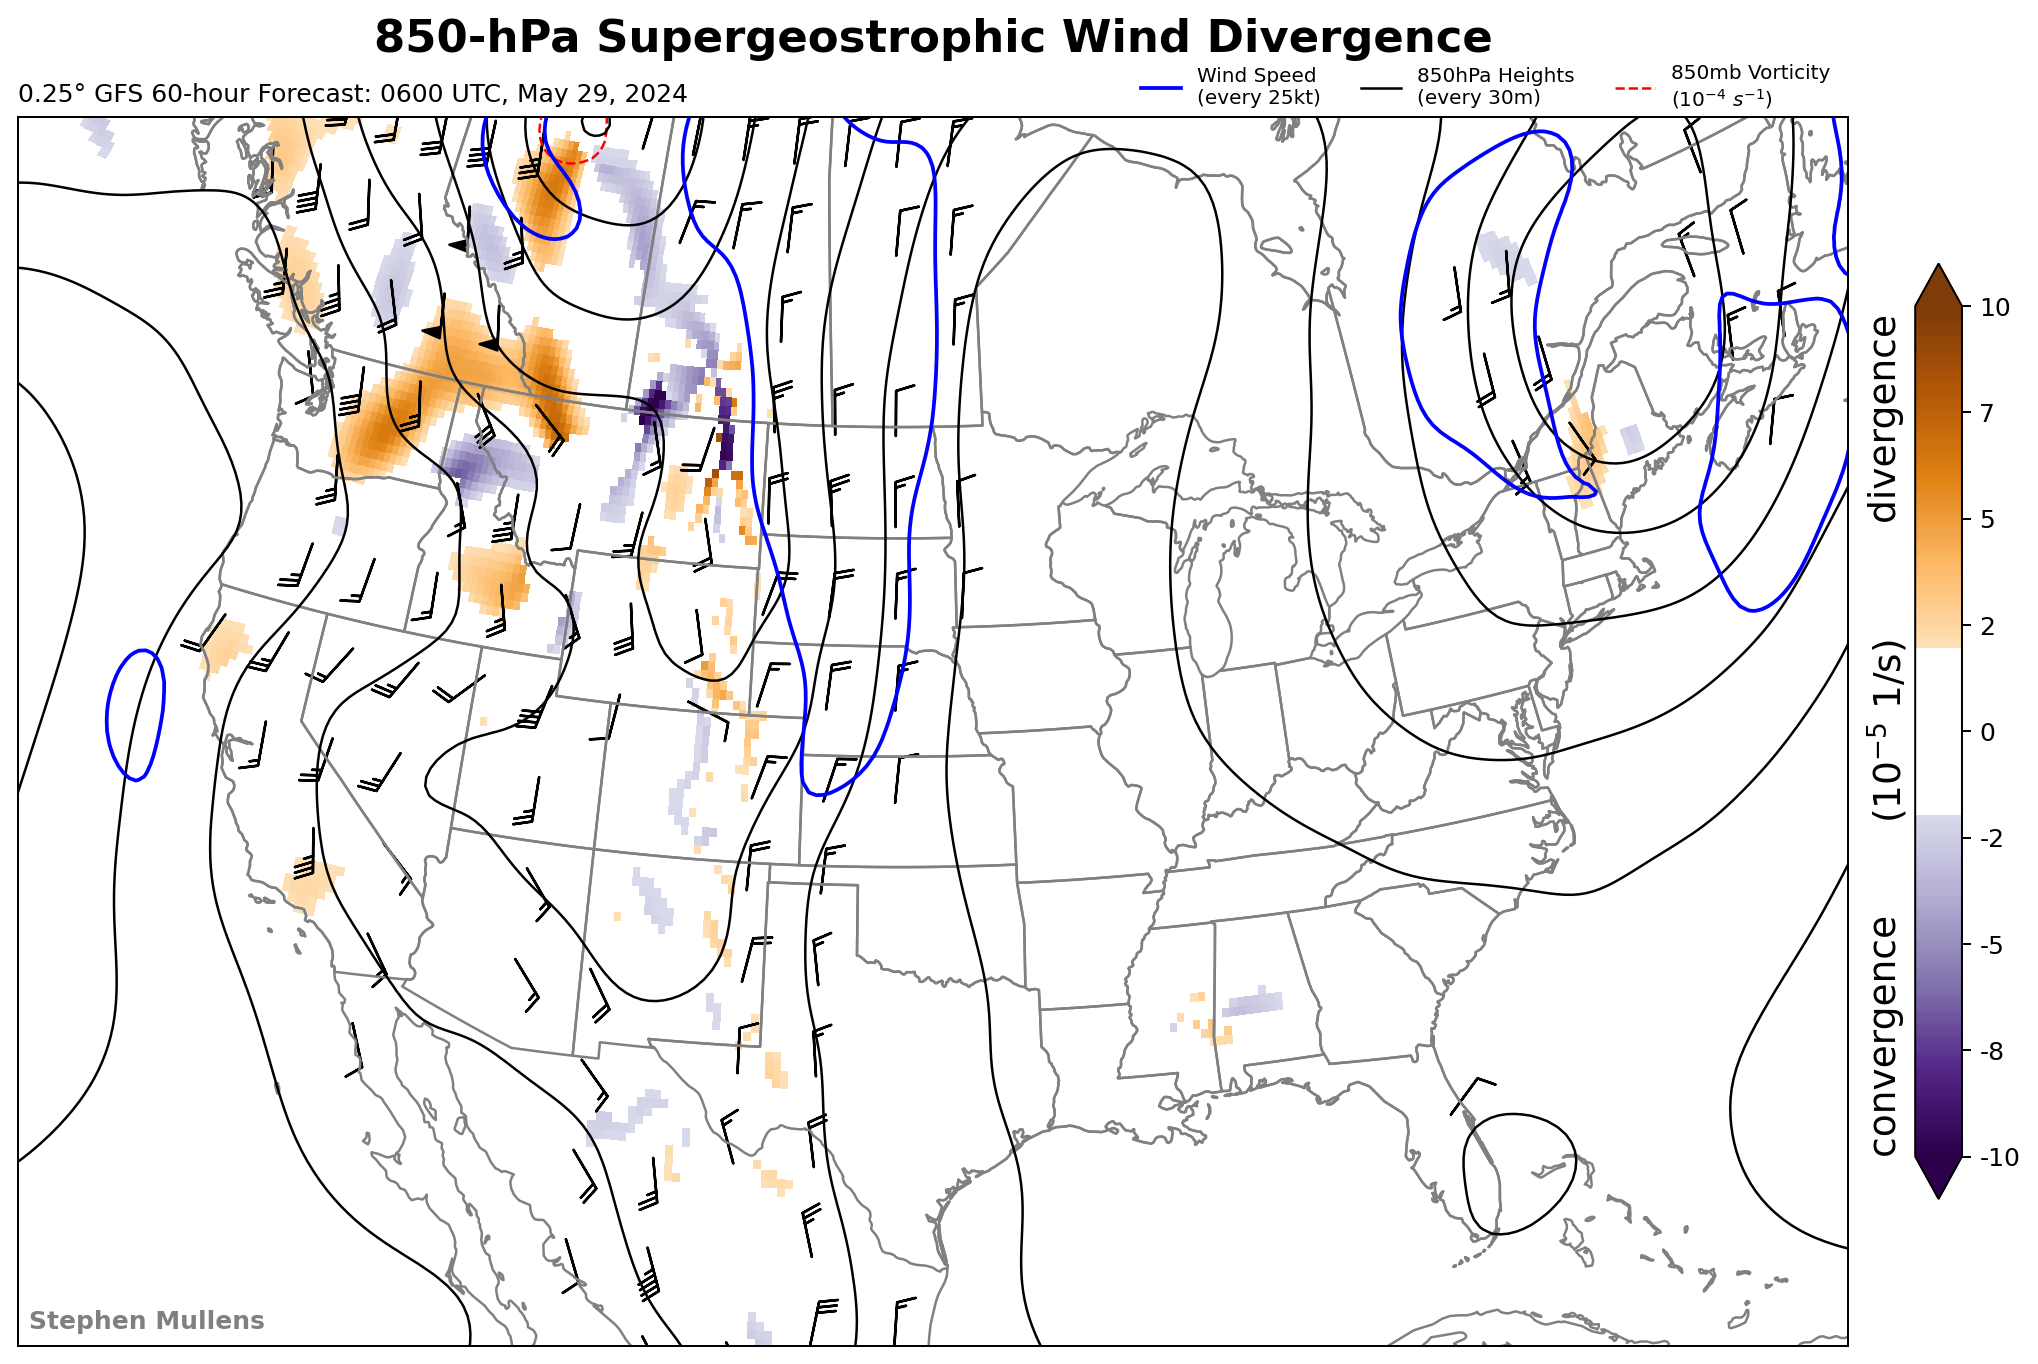 850-hPa Supergeostrophic Wind Divergence
0.25° GFS 60-hour Forecast: 0600 UTC, May 29, 2024
Wind Speed
(every 25kt)
850hPa Heights
(every 30m)
850mb Vorticity
(10⁻⁴ s⁻¹)
10
7
5
2
0
-2
-5
-8
-10
convergence (10⁻⁵ 1/s) divergence
Stephen Mullens